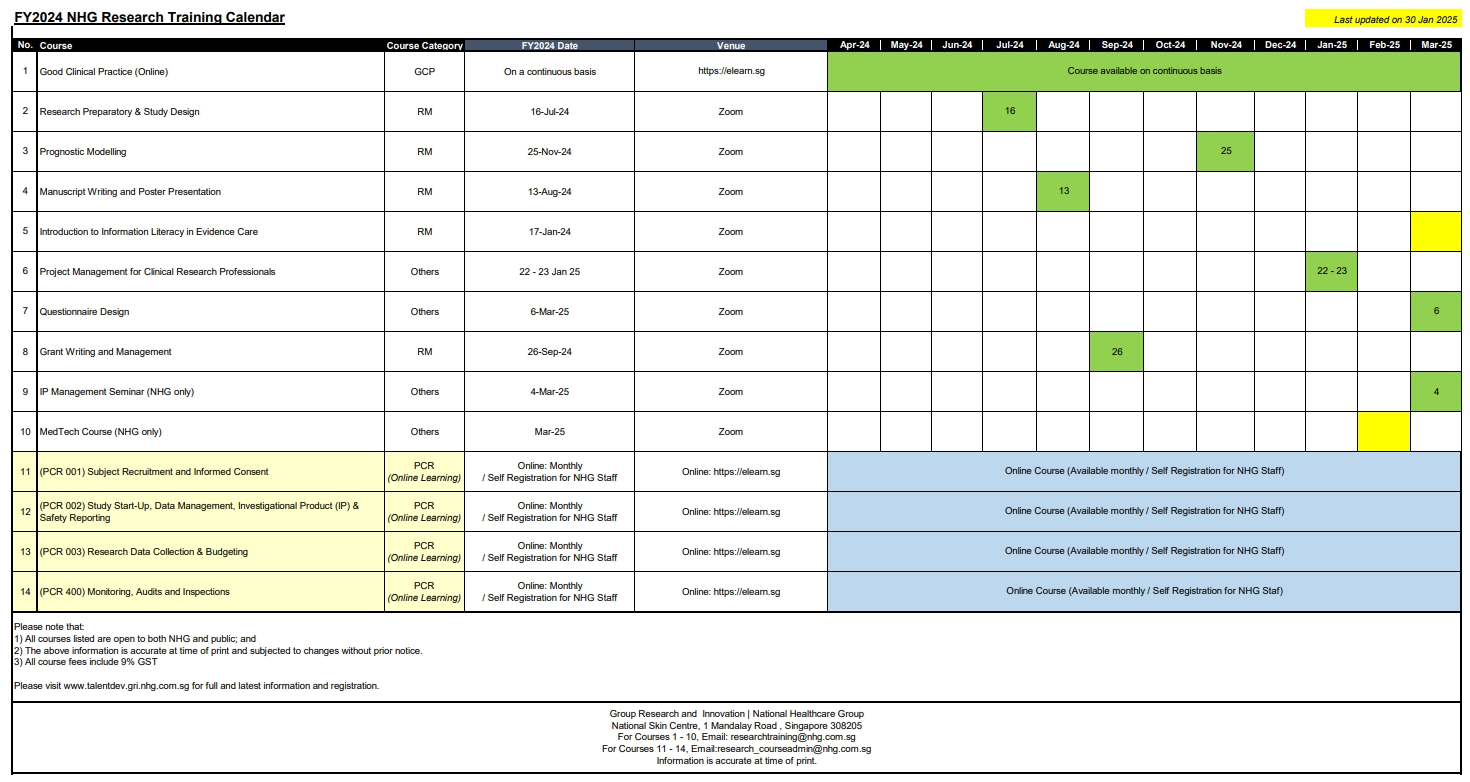 FY2024 NHG Research Training Calendar
Last updated on 30 Jan 2025
No. Course Course Category FY2024 Date Venue Apr-24 May-24 Jun-24 Jul-24 Aug-24 Sep-24 Oct-24 Nov-24 Dec-24 Jan-25 Feb-25 Mar-25
1 Good Clinical Practice (Online) GCP On a continuous basis https://elearn.sg Course available on continuous basis
2 Research Preparatory & Study Design RM 16-Jul-24 Zoom 16
3 Prognostic Modelling RM 25-Nov-24 Zoom 25
4 Manuscript Writing and Poster Presentation RM 13-Aug-24 Zoom 13
5 Introduction to Information Literacy in Evidence Care RM 17-Jan-24 Zoom
6 Project Management for Clinical Research Professionals Others 22 - 23 Jan 25 Zoom 22 - 23
7 Questionnaire Design Others 6-Mar-25 Zoom 6
8 Grant Writing and Management RM 26-Sep-24 Zoom 26
9 IP Management Seminar (NHG only) Others 4-Mar-25 Zoom 4
10 MedTech Course (NHG only) Others Mar-25 Zoom
11 (PCR 001) Subject Recruitment and Informed Consent PCR Online: Monthly Online: https://elearn.sg Online Course (Available monthly / Self Registration for NHG Staff)
(Online Learning) / Self Registration for NHG Staff
12 (PCR 002) Study Start-Up, Data Management, Investigational Product (IP) & PCR Online: Monthly Online: https://elearn.sg Online Course (Available monthly / Self Registration for NHG Staff)
Safety Reporting (Online Learning) / Self Registration for NHG Staff
13 (PCR 003) Research Data Collection & Budgeting PCR Online: Monthly Online: https://elearn.sg Online Course (Available monthly / Self Registration for NHG Staff)
(Online Learning) / Self Registration for NHG Staff
14 (PCR 400) Monitoring, Audits and Inspections PCR Online: Monthly Online: https://elearn.sg Online Course (Available monthly / Self Registration for NHG Staf)
(Online Learning) / Self Registration for NHG Staff
Please note that:
1) All courses listed are open to both NHG and public; and
2) The above information is accurate at time of print and subjected to changes without prior notice.
3) All course fees include 9% GST
Please visit www.talentdev.gri.nhg.com.sg for full and latest information and registration.
Group Research and Innovation | National Healthcare Group
National Skin Centre, 1 Mandalay Road , Singapore 308205
For Courses 1 - 10, Email: researchtraining@nhg.com.sg
For Courses 11 - 14, Email:research_courseadmin@nhg.com.sg
Information is accurate at time of print.